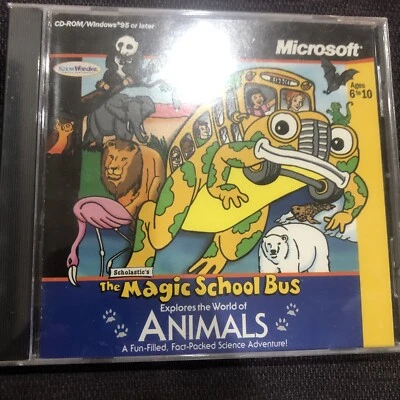 CD-ROM/Windows®95 or later
Microsoft®
Ages
6 to 10
Scholastic's
The Magic School Bus
Explores the World of
ANIMALS
A Fun-Filled, Fact-Packed Science Adventure!